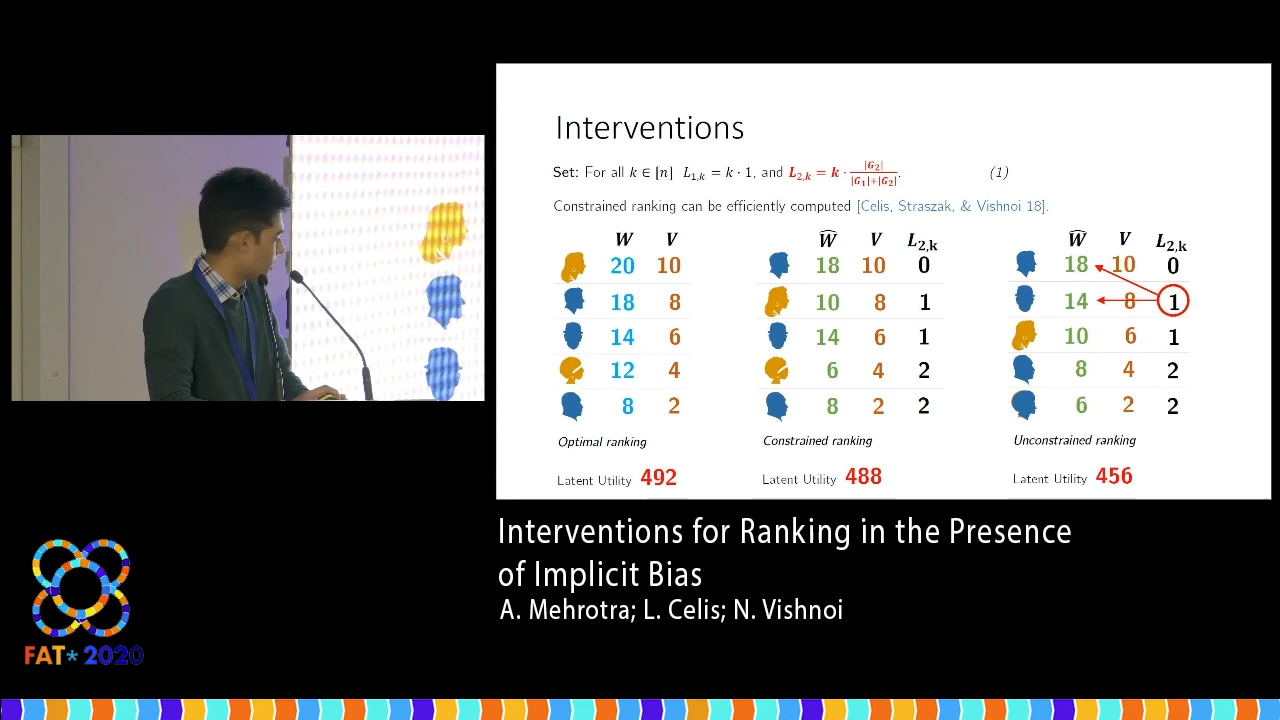 Interventions
Set: For all k ∈ [n] L₁,ₖ = k · 1, and L₂,ₖ = k · |G₂| / (|G₁|+|G₂|). (1)
Constrained ranking can be efficiently computed [Celis, Straszak, & Vishnoi 18].
W V
20 10
18 8
14 6
12 4
8 2
Optimal ranking
Latent Utility 492
Ŵ V L₂,ₖ
18 10 0
10 8 1
14 6 1
6 4 2
8 2 2
Constrained ranking
Latent Utility 488
Ŵ V L₂,ₖ
18 10 0
14 8 1
10 6 1
8 4 2
6 2 2
Unconstrained ranking
Latent Utility 456
Interventions for Ranking in the Presence
of Implicit Bias
A. Mehrotra; L. Celis; N. Vishnoi
FAT* 2020